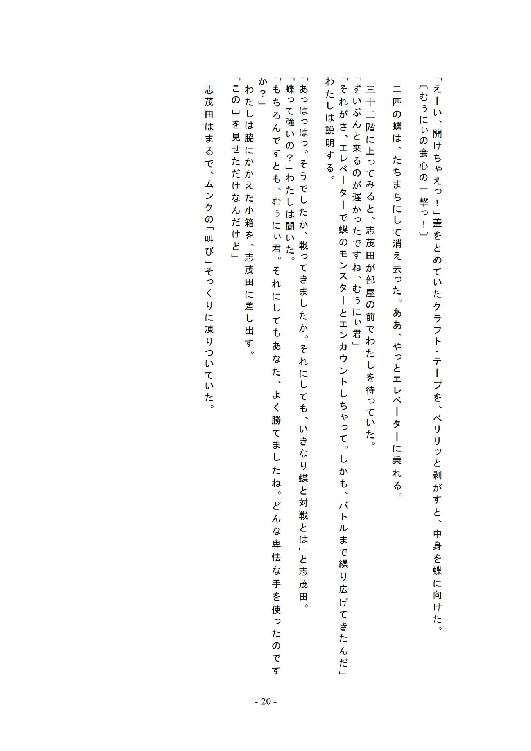 「えーい、開けちゃえっ！」蓋をとめていたクラフト・テープを、ベリリッと剥がすと、中身を蝶に向けた。
〔むぅにぃの会心の一撃っ！〕
二匹の蝶は、たちまちにして消え去った。ああ、やっとエレベーターに乗れる。
三十二階に上ってみると、志茂田が部屋の前でわたしを待っていた。
「ずいぶんと来るのが遅かったですね、むぅにぃ君」
「それがさ、エレベーターで蝶のモンスターとエンカウントしちゃって。しかも、バトルまで繰り広げてきたんだ」
わたしは説明する。
「あっはっはっ。そうでしたか、戦ってきましたか。それにしても、いきなり蝶と対戦とは」と志茂田。
「蝶って強いの？」わたしは聞いた。
「もちろんですとも、むぅにぃ君。それにしてもあなた、よく勝てましたね。どんな卑怯な手を使ったのです
か？」
わたしは脇にかかえた小箱を、志茂田に差し出す。
「この口を見せただけなんだけど」
志茂田はまるで、ムンクの「叫び」そっくりに凍りついていた。
- 20 -